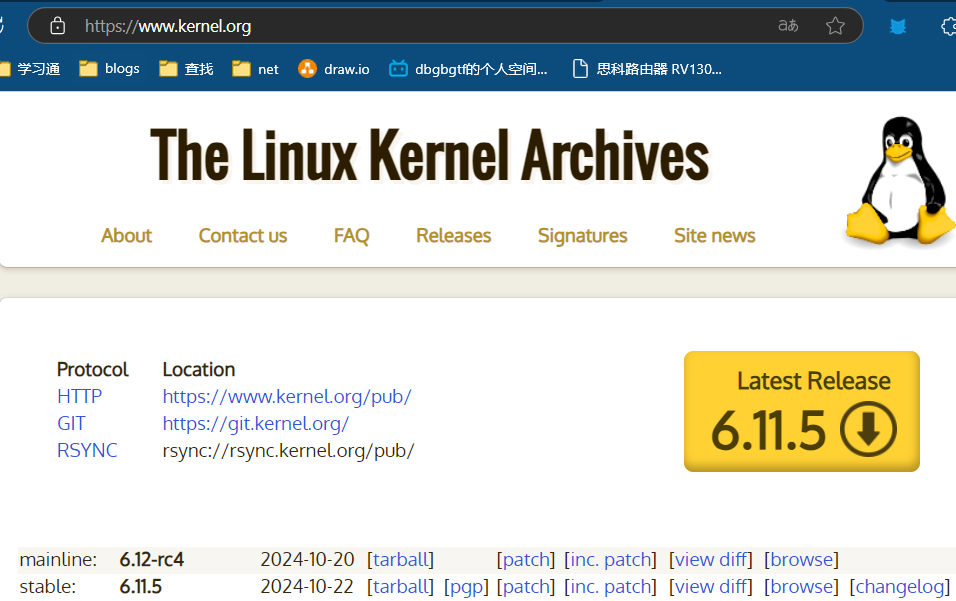 https://www.kernel.org aあ
学习通 blogs 查找 net draw.io dbgbgtf的个人空间... 思科路由器 RV130...
The Linux Kernel Archives
About Contact us FAQ Releases Signatures Site news
Protocol Location
HTTP https://www.kernel.org/pub/
GIT https://git.kernel.org/
RSYNC rsync://rsync.kernel.org/pub/
Latest Release
6.11.5
mainline: 6.12-rc4 2024-10-20 [tarball] [patch] [inc. patch] [view diff] [browse]
stable: 6.11.5 2024-10-22 [tarball] [pgp] [patch] [inc. patch] [view diff] [browse] [changelog]